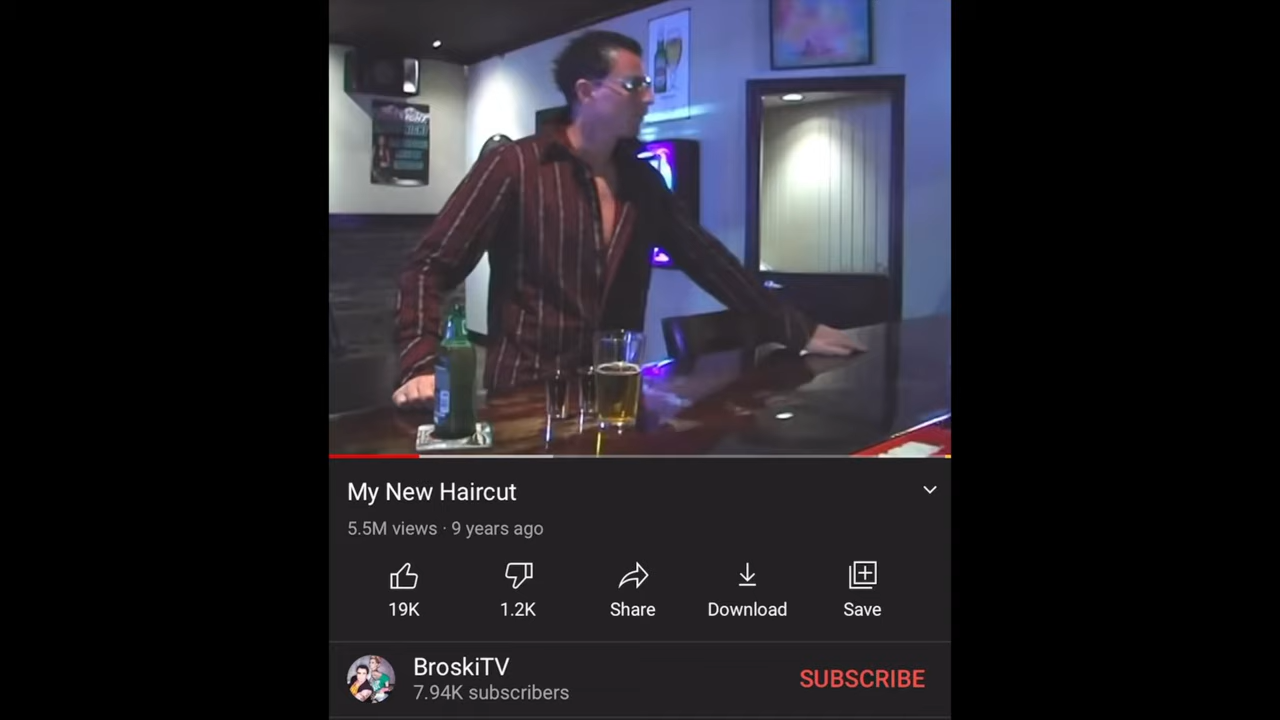 My New Haircut
5.5M views · 9 years ago
19K
1.2K
Share
Download
Save
BroskiTV
7.94K subscribers
SUBSCRIBE